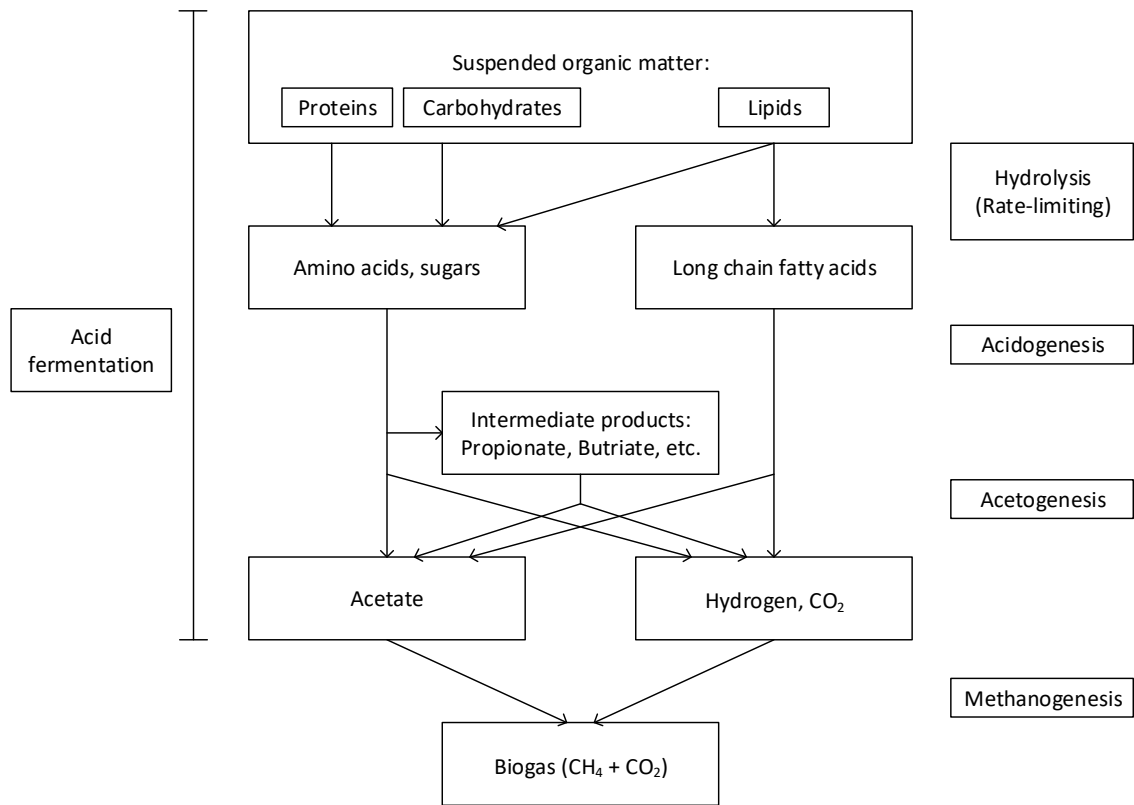 Suspended organic matter:
Proteins
Carbohydrates
Lipids
Hydrolysis
(Rate-limiting)
Amino acids, sugars
Long chain fatty acids
Acid
fermentation
Acidogenesis
Intermediate products:
Propionate, Butriate, etc.
Acetogenesis
Acetate
Hydrogen, CO₂
Methanogenesis
Biogas (CH₄ + CO₂)